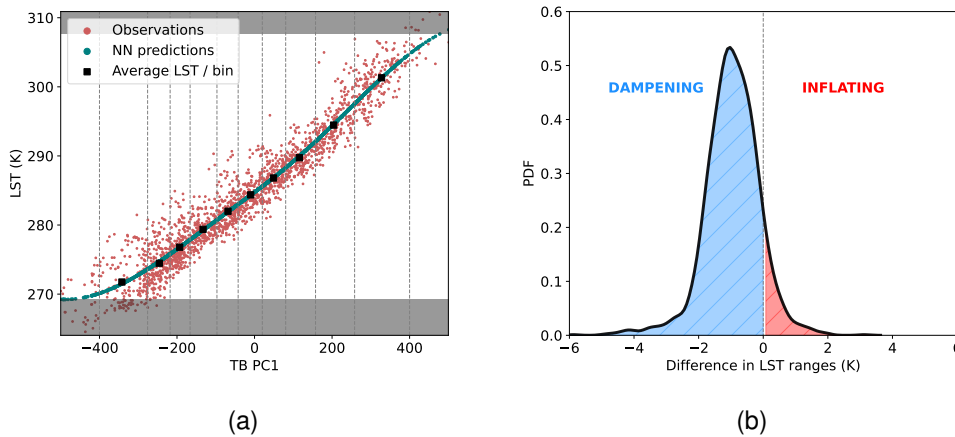 310
300
290
280
270
LST (K)
Observations
NN predictions
Average LST / bin
−400
−200
0
200
400
TB PC1
(a)
0.6
0.5
0.4
0.3
0.2
0.1
0.0
PDF
DAMPENING
INFLATING
−6
−4
−2
0
2
4
6
Difference in LST ranges (K)
(b)